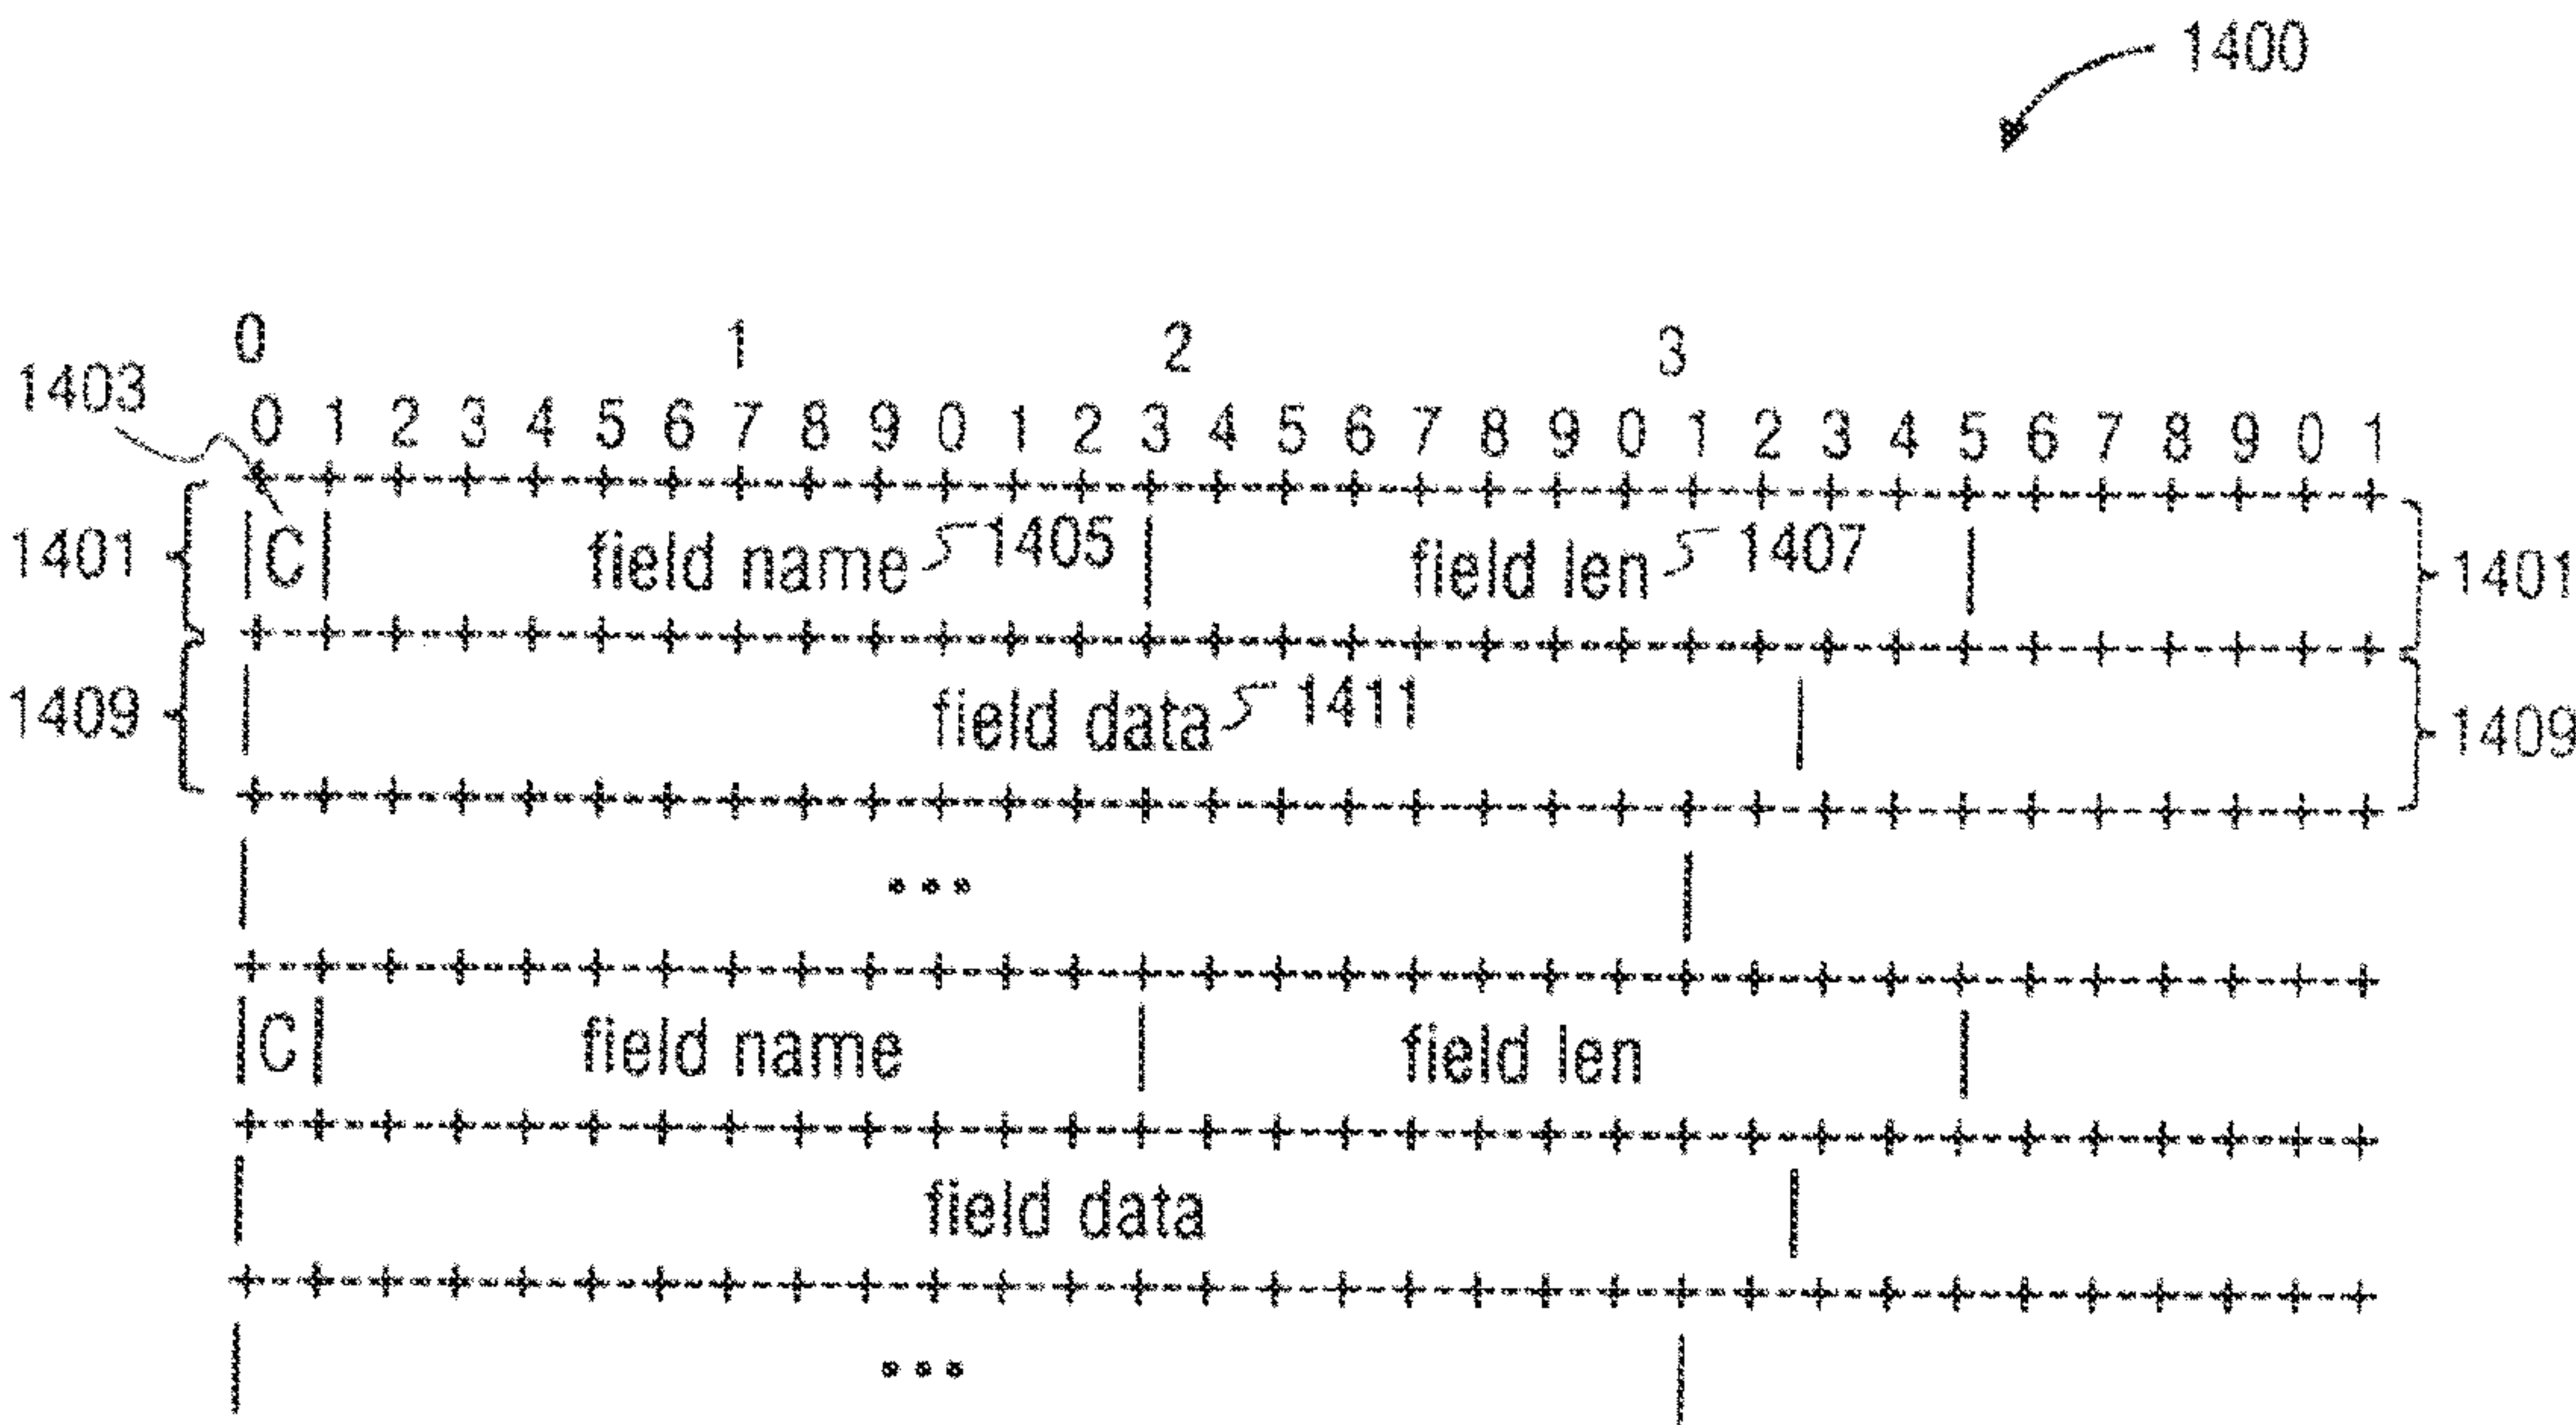 1400
0 1 2 3
1403
0 1 2 3 4 5 6 7 8 9 0 1 2 3 4 5 6 7 8 9 0 1 2 3 4 5 6 7 8 9 0 1
1401 |C| field name 1405 | field len 1407 | 1401
1409 | field data 1411 | 1409
| ... |
|C| field name | field len |
| field data |
| ... |